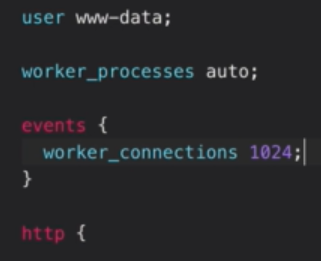 user www-data;
worker_processes auto;
events {
worker_connections 1024;
}
http {